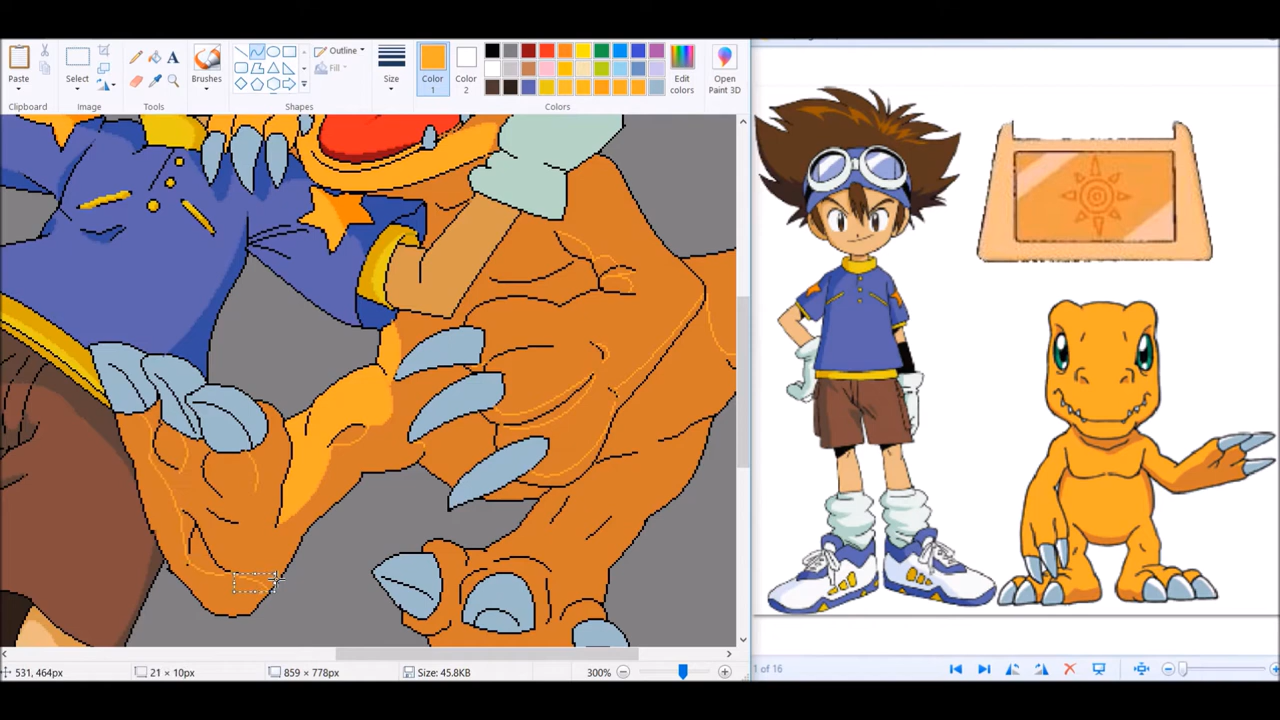 Outline
Fill
Paste
Select
Brushes
Size
Color
1
Color
2
Edit
colors
Open
Paint 3D
Clipboard
Image
Tools
Shapes
Colors
531, 464px
21 × 10px
859 × 778px
Size: 45.8KB
300%
1 of 16